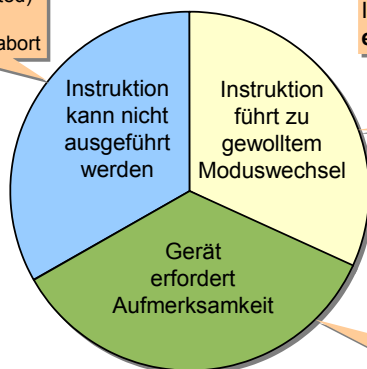 abort
Instruktion
kann nicht
ausgeführt
werden
Instruktion
führt zu
gewolltem
Moduswechsel
Gerät
erfordert
Aufmerksamkeit